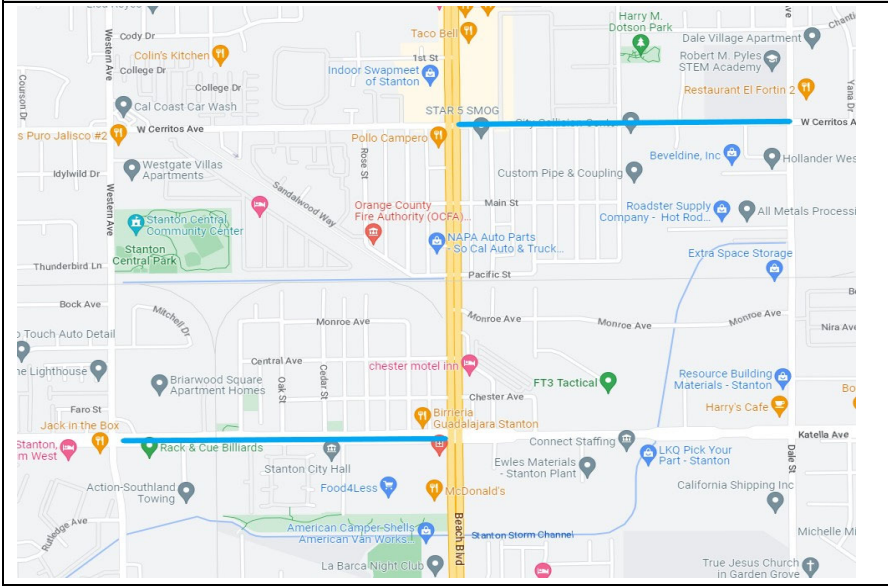 Harry M.
Dotson Park
Cody Dr
Taco Bell
Dale Village Apartment
Chanti
Western Ave
Colin's Kitchen
1st St
Robert M. Pyles
STEM Academy
College Dr
Indoor Swapmeet
of Stanton
Courson Dr
College Dr
Restaurant El Fortin 2
Yana Dr
Cal Coast Car Wash
STAR 5 SMOG
W Cerritos Ave
W Cerritos A
s Puro Jalisco #2
Pollo Campero
Rose St
Beveldine, Inc
Hollander Wes
Westgate Villas
Apartments
Custom Pipe & Coupling
Idylwild Dr
Sandalwood Way
Western Ave
Orange County
Fire Authority (OCFA)...
Main St
Roadster Supply
Company - Hot Rod...
All Metals Processi
Stanton Central
Community Center
Stanton
Central Park
NAPA Auto Parts
- So Cal Auto & Truck...
Extra Space Storage
Thunderbird Ln
Pacific St
Bock Ave
Mitchell Dr
Monroe Ave
Monroe Ave
Monroe Ave
Monroe Ave
Nira Ave
o Touch Auto Detail
Central Ave
chester motel inn
he Lighthouse
Briarwood Square
Apartment Homes
Oak St
Cedar St
FT3 Tactical
Resource Building
Materials - Stanton
Chester Ave
Harry's Cafe
Bo
Faro St
Jack in the Box
Birrieria
Guadalajara Stanton
Katella Ave
Stanton,
m West
Rack & Cue Billiards
Connect Staffing
Stanton City Hall
LKQ Pick Your
Part - Stanton
Dale St
Ewles Materials
- Stanton Plant
Action-Southland
Towing
Food4Less
McDonald's
California Shipping Inc
Rutledge Ave
American Camper Shells
American Van Works...
Beach Blvd
Stanton Storm Channel
Michelle Mi
La Barca Night Club
True Jesus Church
in Garden Grove